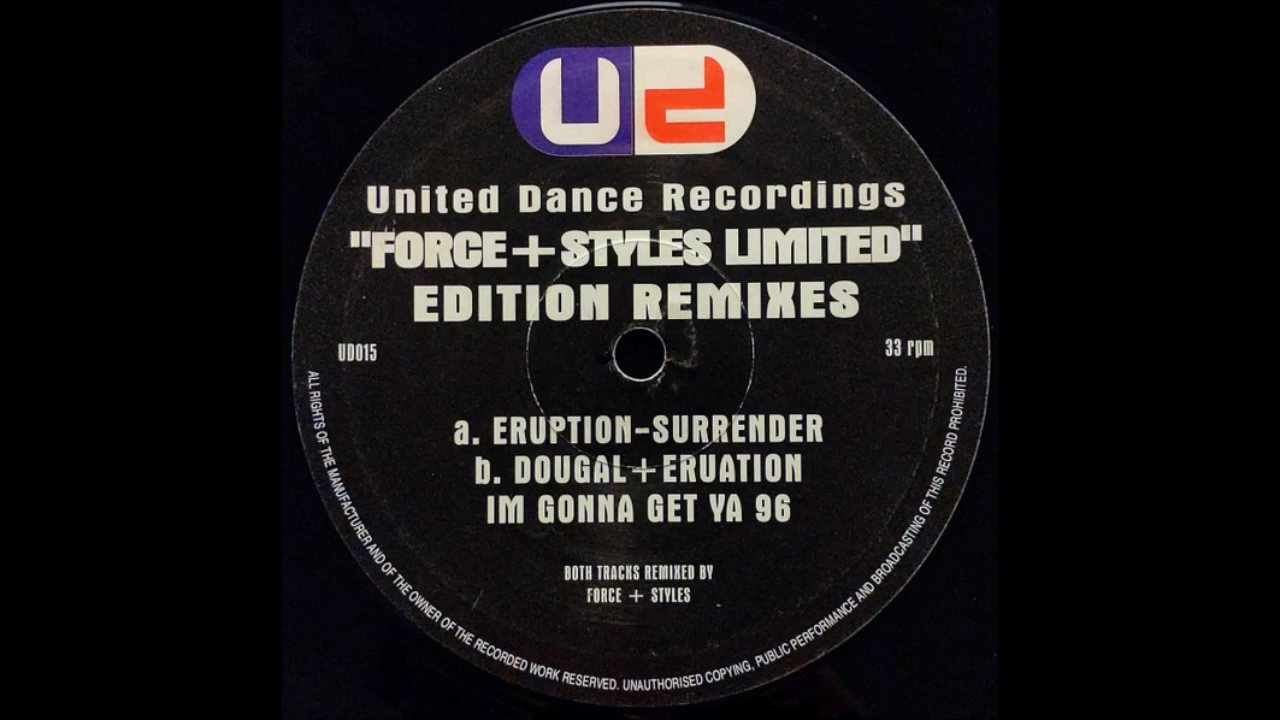 Ud
United Dance Recordings
"FORCE + STYLES LIMITED"
EDITION REMIXES
UD015
33 rpm
a. ERUPTION-SURRENDER
b. DOUGAL + ERUATION
IM GONNA GET YA 96
BOTH TRACKS REMIXED BY
FORCE + STYLES
ALL RIGHTS OF THE MANUFACTURER AND OF THE OWNER OF THE RECORDED WORK RESERVED. UNAUTHORISED COPYING, PUBLIC PERFORMANCE AND BROADCASTING OF THIS RECORD PROHIBITED.